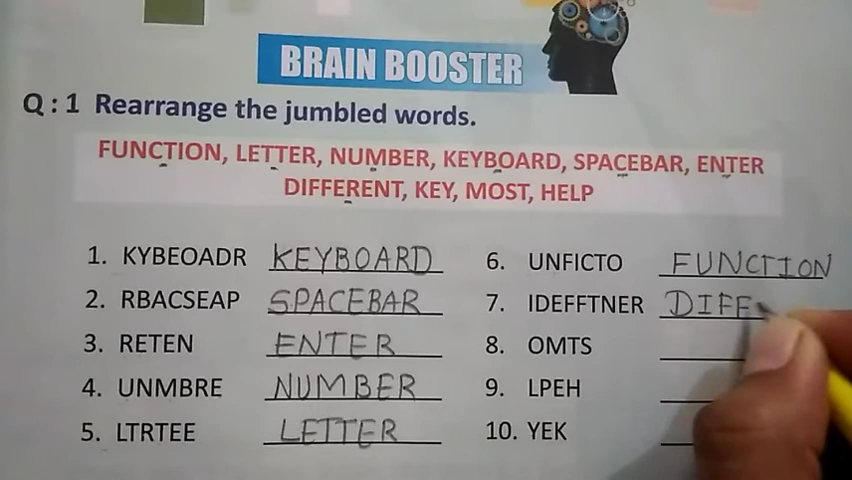 BRAIN BOOSTER
Q : 1 Rearrange the jumbled words.
FUNCTION, LETTER, NUMBER, KEYBOARD, SPACEBAR, ENTER
DIFFERENT, KEY, MOST, HELP
1. KYBEOADR KEYBOARD
2. RBACSEAP SPACEBAR
3. RETEN ENTER
4. UNMBRE NUMBER
5. LTRTEE LETTER
6. UNFICTO FUNCTION
7. IDEFFTNER DIFF
8. OMTS
9. LPEH
10. YEK